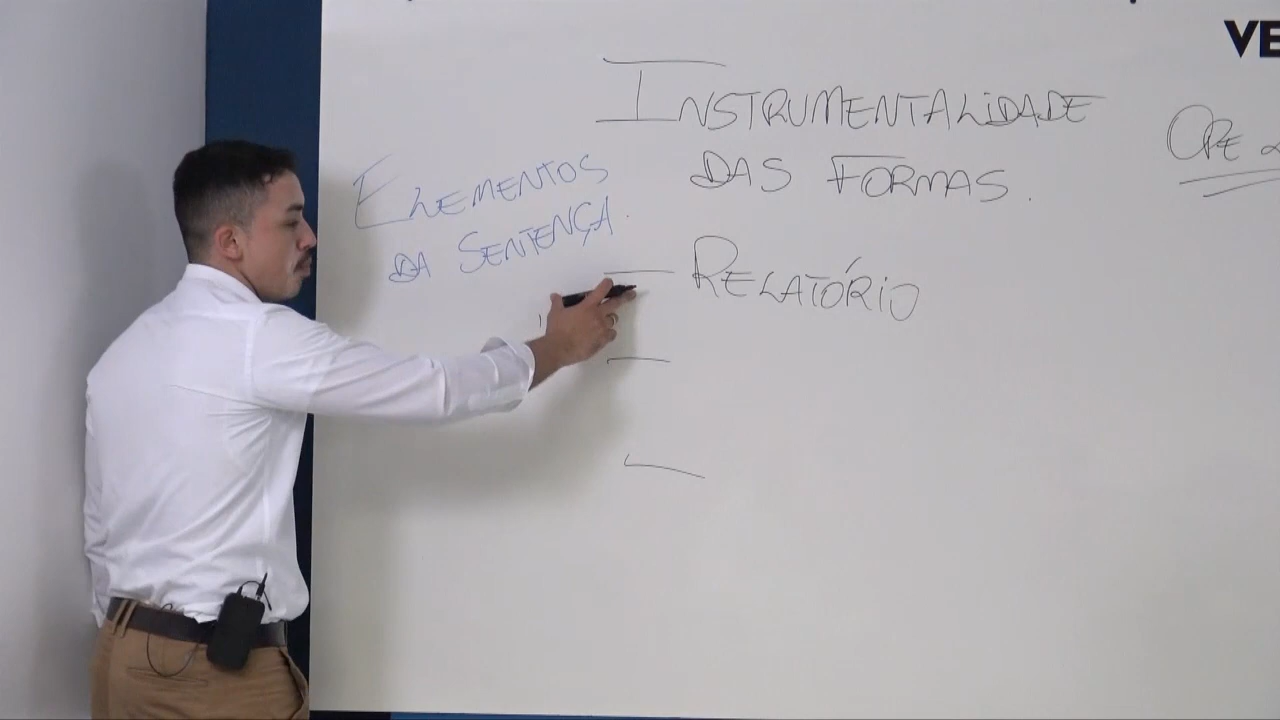 VE
INSTRUMENTALIDADE
DAS FORMAS.
ELEMENTOS
DA SENTENÇA.
RELATÓRIO